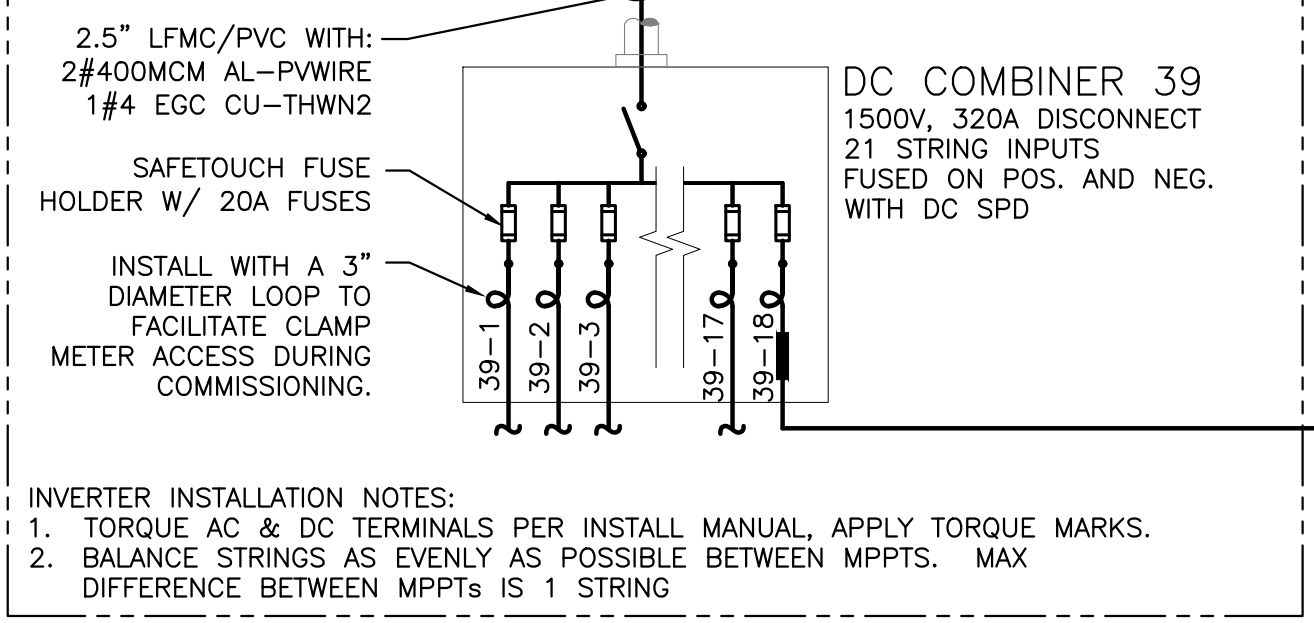 2.5" LFMC/PVC WITH:
2#400MCM AL-PVWIRE
1#4 EGC CU-THWN2
SAFETOUCH FUSE
HOLDER W/ 20A FUSES
INSTALL WITH A 3"
DIAMETER LOOP TO
FACILITATE CLAMP
METER ACCESS DURING
COMMISSIONING.
DC COMBINER 39
1500V, 320A DISCONNECT
21 STRING INPUTS
FUSED ON POS. AND NEG.
WITH DC SPD
39-1
39-2
39-3
39-17
39-18
INVERTER INSTALLATION NOTES:
1. TORQUE AC & DC TERMINALS PER INSTALL MANUAL, APPLY TORQUE MARKS.
2. BALANCE STRINGS AS EVENLY AS POSSIBLE BETWEEN MPPTS. MAX
DIFFERENCE BETWEEN MPPTs IS 1 STRING